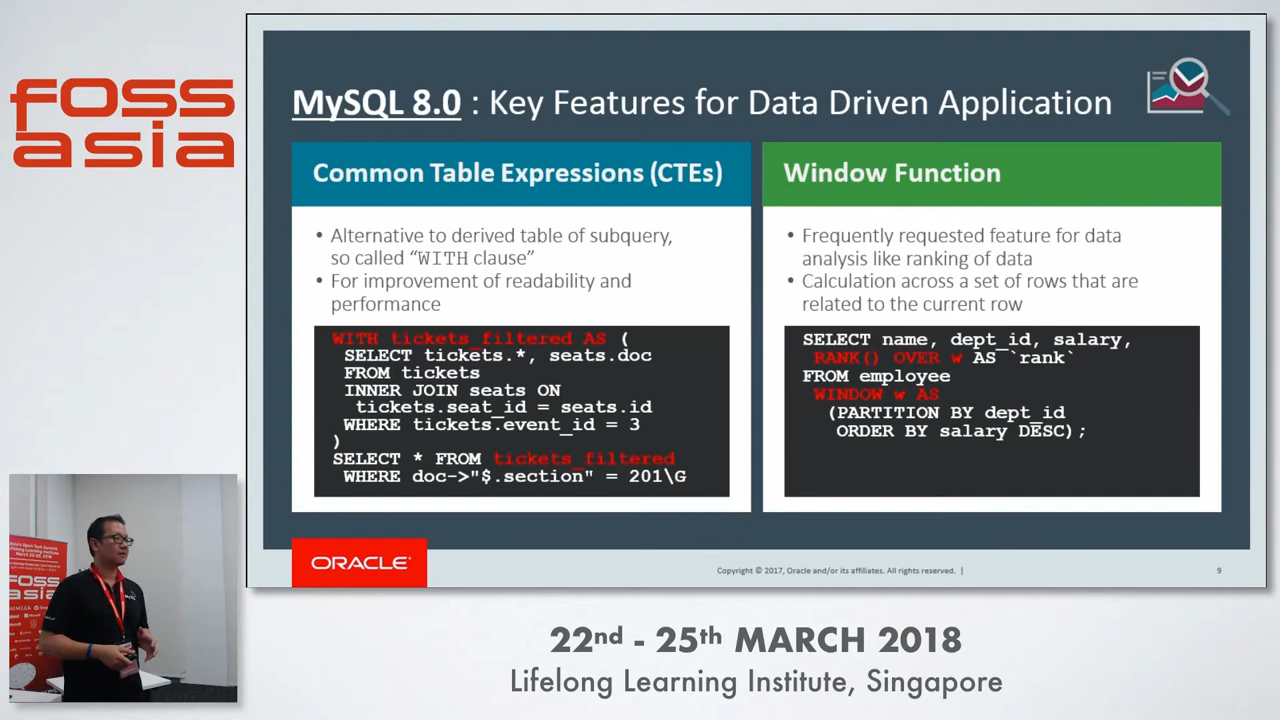 foss
asia
MySQL 8.0 : Key Features for Data Driven Application
Common Table Expressions (CTEs)
• Alternative to derived table of subquery,
so called "WITH clause"
• For improvement of readability and
performance
WITH tickets_filtered AS (
SELECT tickets.*, seats.doc
FROM tickets
INNER JOIN seats ON
tickets.seat_id = seats.id
WHERE tickets.event_id = 3
)
SELECT * FROM tickets_filtered
WHERE doc->"$.section" = 201\G
Window Function
• Frequently requested feature for data
analysis like ranking of data
• Calculation across a set of rows that are
related to the current row
SELECT name, dept_id, salary,
RANK() OVER w AS `rank`
FROM employee
WINDOW w AS
(PARTITION BY dept_id
ORDER BY salary DESC);
ORACLE®
Copyright © 2017, Oracle and/or its affiliates. All rights reserved. |
9
FOSS
MySQL
22nd - 25th MARCH 2018
Lifelong Learning Institute, Singapore